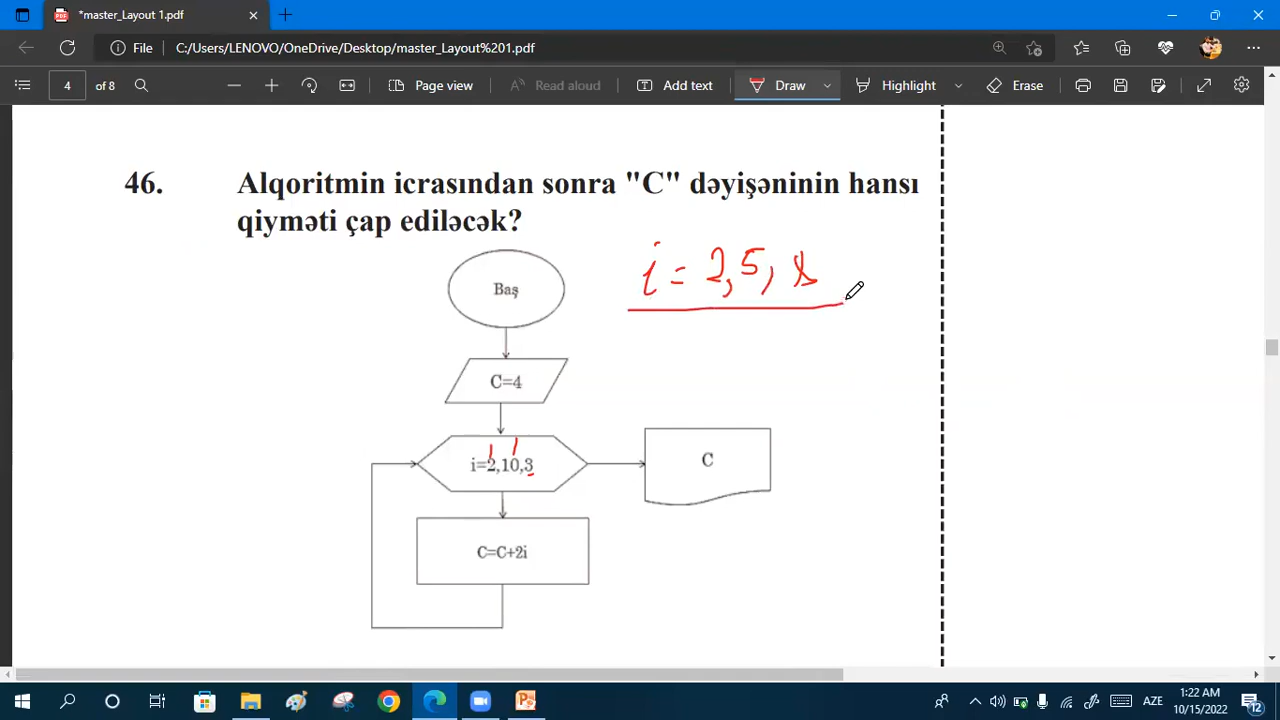 *master_Layout 1.pdf
File C:/Users/LENOVO/OneDrive/Desktop/master_Layout%201.pdf
4 of 8 Page view Read aloud Add text Draw Highlight Erase
46. Alqoritmin icrasından sonra "C" dəyişəninin hansı
qiyməti çap ediləcək?
i = 2, 5, 8
Baş
C=4
i=2,10,3
C
C=C+2i
AZE
1:22 AM
10/15/2022
12